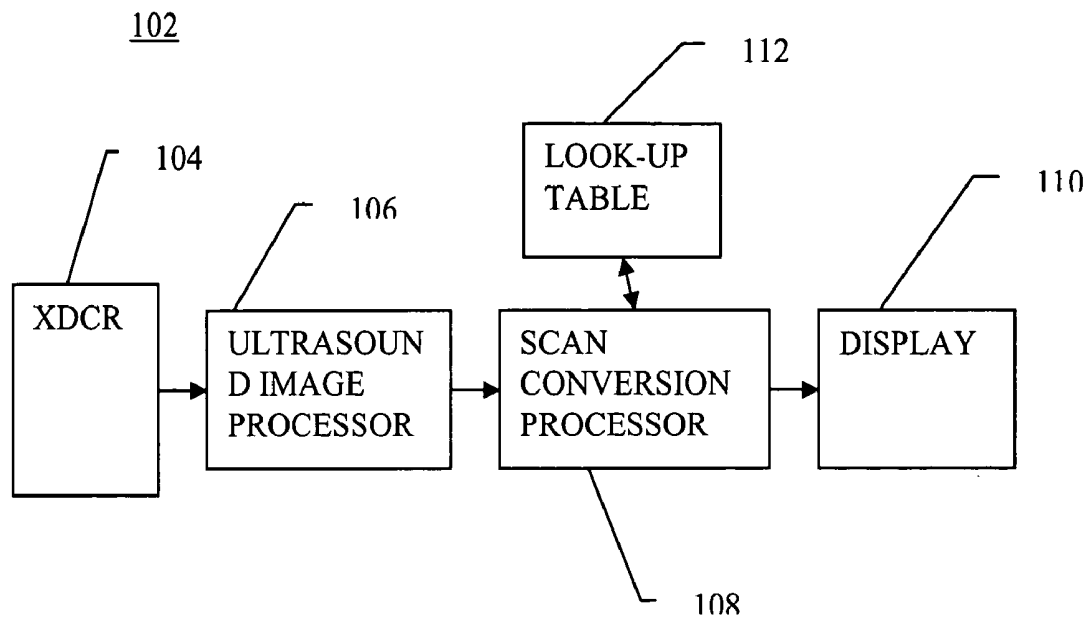 102
112
LOOK-UP
TABLE
104
110
106
XDCR
ULTRASOUN
D IMAGE
PROCESSOR
SCAN
CONVERSION
PROCESSOR
DISPLAY
108